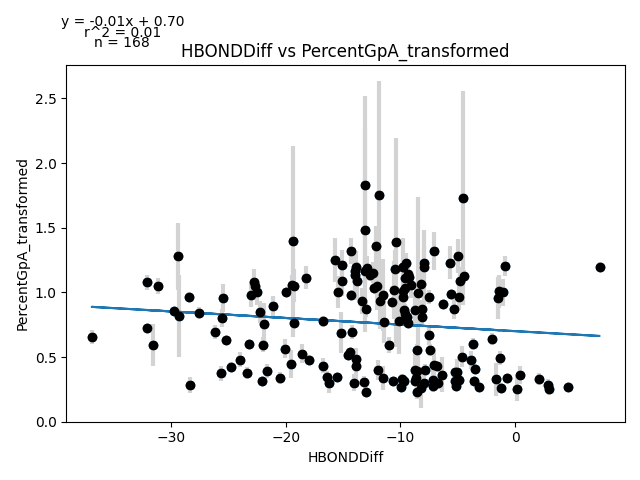 y = -0.01x + 0.70
r^2 = 0.01
n = 168
HBONDDiff vs PercentGpA_transformed
PercentGpA_transformed
2.5
2.0
1.5
1.0
0.5
0.0
−30
−20
−10
0
HBONDDiff